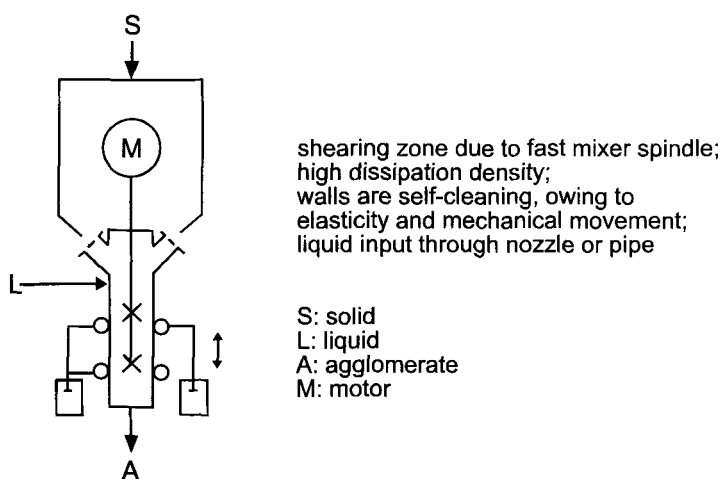 S
M
shearing zone due to fast mixer spindle;
high dissipation density;
walls are self-cleaning, owing to
elasticity and mechanical movement;
liquid input through nozzle or pipe
L
S: solid
L: liquid
A: agglomerate
M: motor
A